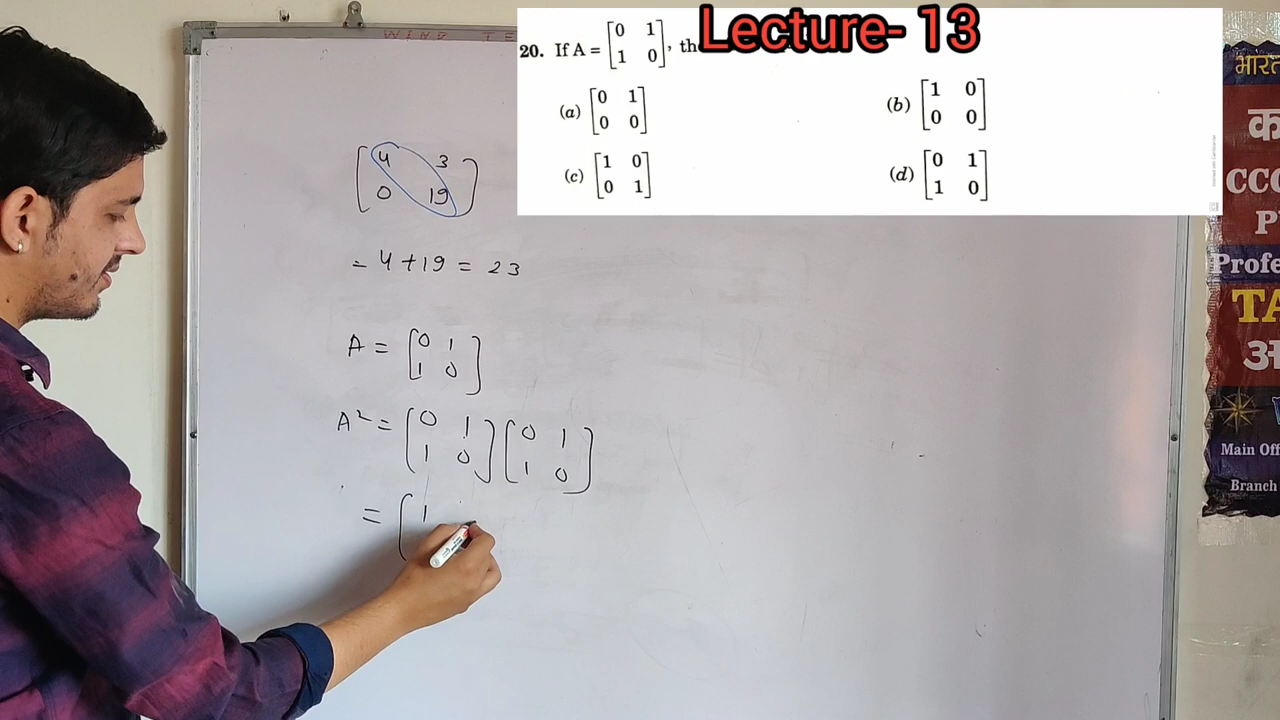 WIND TE
Lecture- 13
20. If A = [0 1
1 0], th
(a) [0 1
0 0]
(b) [1 0
0 0]
(c) [1 0
0 1]
(d) [0 1
1 0]
[4 3
0 19]
= 4+19 = 23
A = [0 1
1 0]
A² = [0 1
1 0] [0 1
1 0]
= [1
भारत
क
CCC
P
Profe
TA
अ
Main Off
Branch